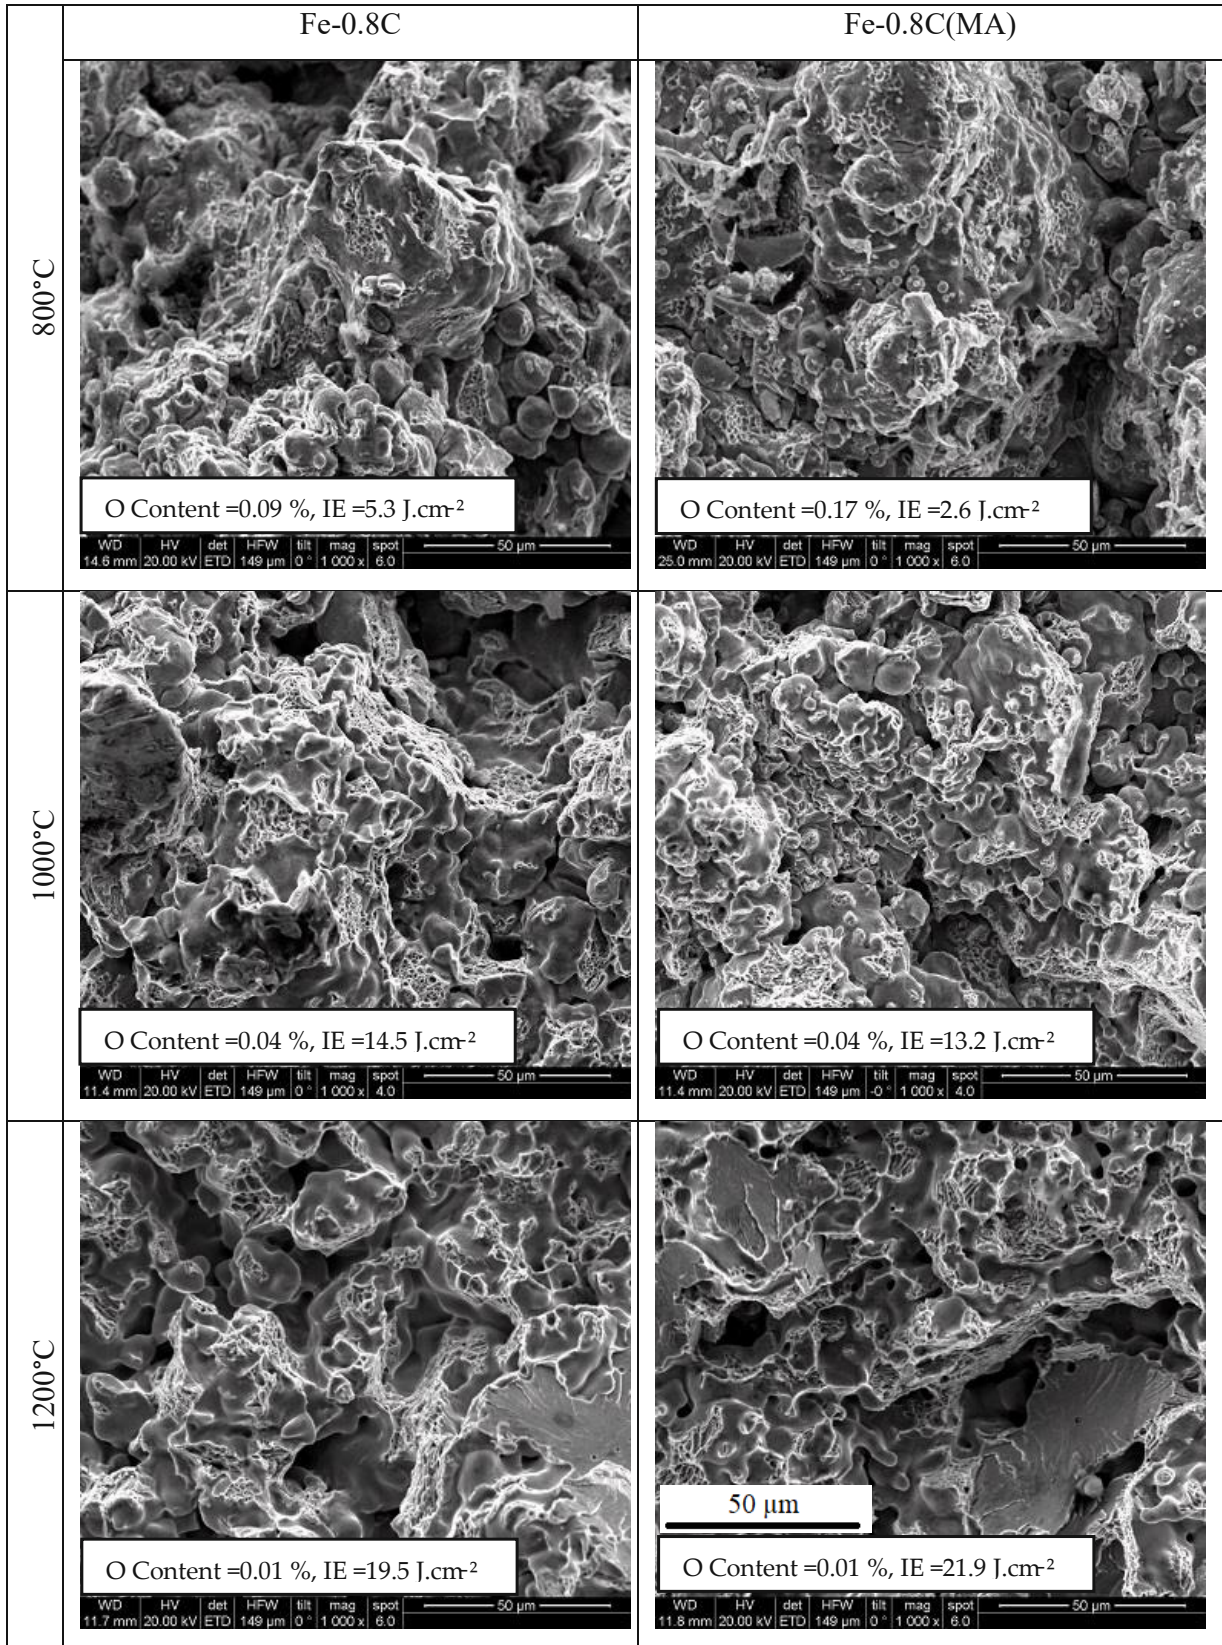 Fe-0.8C
Fe-0.8C(MA)
800°C
O Content =0.09 %, IE =5.3 J.cm-²
WD HV det HFW tilt mag spot
14.6 mm 20.00 kV ETD 149 µm 0 ° 1 000 x 6.0
50 µm
O Content =0.17 %, IE =2.6 J.cm-²
WD HV det HFW tilt mag spot
25.0 mm 20.00 kV ETD 149 µm 0 ° 1 000 x 6.0
50 µm
1000°C
O Content =0.04 %, IE =14.5 J.cm-²
WD HV det HFW tilt mag spot
11.4 mm 20.00 kV ETD 149 µm 0 ° 1 000 x 4.0
50 µm
O Content =0.04 %, IE =13.2 J.cm-²
WD HV det HFW tilt mag spot
11.4 mm 20.00 kV ETD 149 µm -0 ° 1 000 x 4.0
50 µm
1200°C
O Content =0.01 %, IE =19.5 J.cm-²
WD HV det HFW tilt mag spot
11.7 mm 20.00 kV ETD 149 µm 0 ° 1 000 x 6.0
50 µm
50 µm
O Content =0.01 %, IE =21.9 J.cm-²
WD HV det HFW tilt mag spot
11.8 mm 20.00 kV ETD 149 µm 0 ° 1 000 x 6.0
50 µm